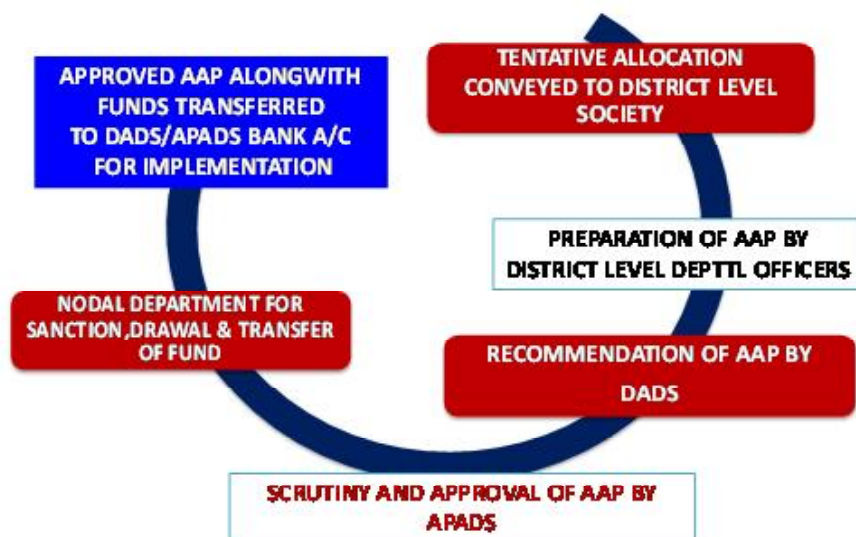 TENTATIVE ALLOCATION
CONVEYED TO DISTRICT LEVEL
SOCIETY
PREPARATION OF AAP BY
DISTRICT LEVEL DEPTTL OFFICERS
RECOMMENDATION OF AAP BY
DADS
SCRUTINY AND APPROVAL OF AAP BY
APADS
NODAL DEPARTMENT FOR
SANCTION,DRAWAL & TRANSFER
OF FUND
APPROVED AAP ALONGWITH
FUNDS TRANSFERRED
TO DADS/APADS BANK A/C
FOR IMPLEMENTATION